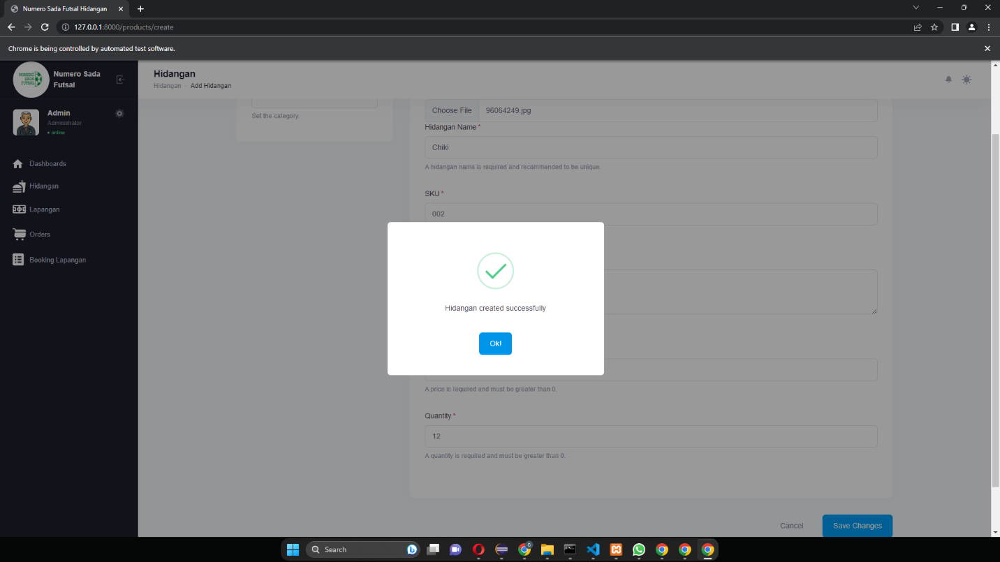 Numero Sada Futsal Hidangan
127.0.0.1:8000/products/create
Chrome is being controlled by automated test software.
NUMERO
SADA
FUTSAL
Numero Sada
Futsal
Hidangan
Hidangan - Add Hidangan
Admin
Administrator
online
Dashboards
Hidangan
Lapangan
Orders
Booking Lapangan
Set the category.
Choose File
96064249.jpg
Hidangan Name *
Chiki
A hidangan name is required and recommended to be unique.
SKU *
002
Hidangan created successfully
Ok!
A price is required and must be greater than 0.
Quantity *
12
A quantity is required and must be greater than 0.
Cancel
Save Changes
Search
G